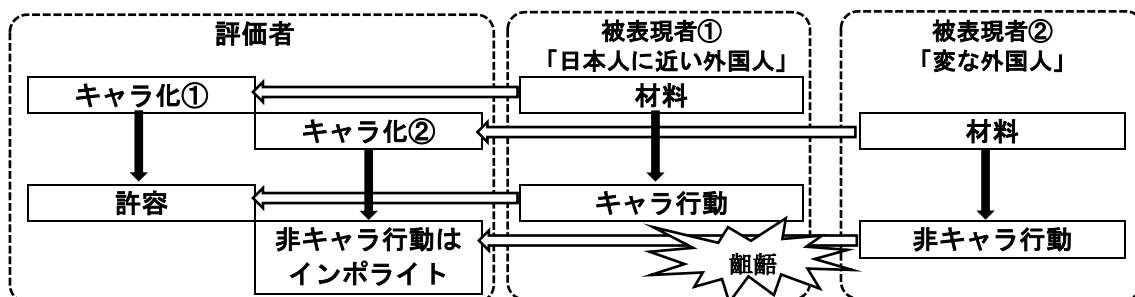 評価者
被表現者①
「日本人に近い外国人」
被表現者②
「変な外国人」
キャラ化①
材料
キャラ化②
材料
許容
キャラ行動
非キャラ行動は
インポライト
齟齬
非キャラ行動